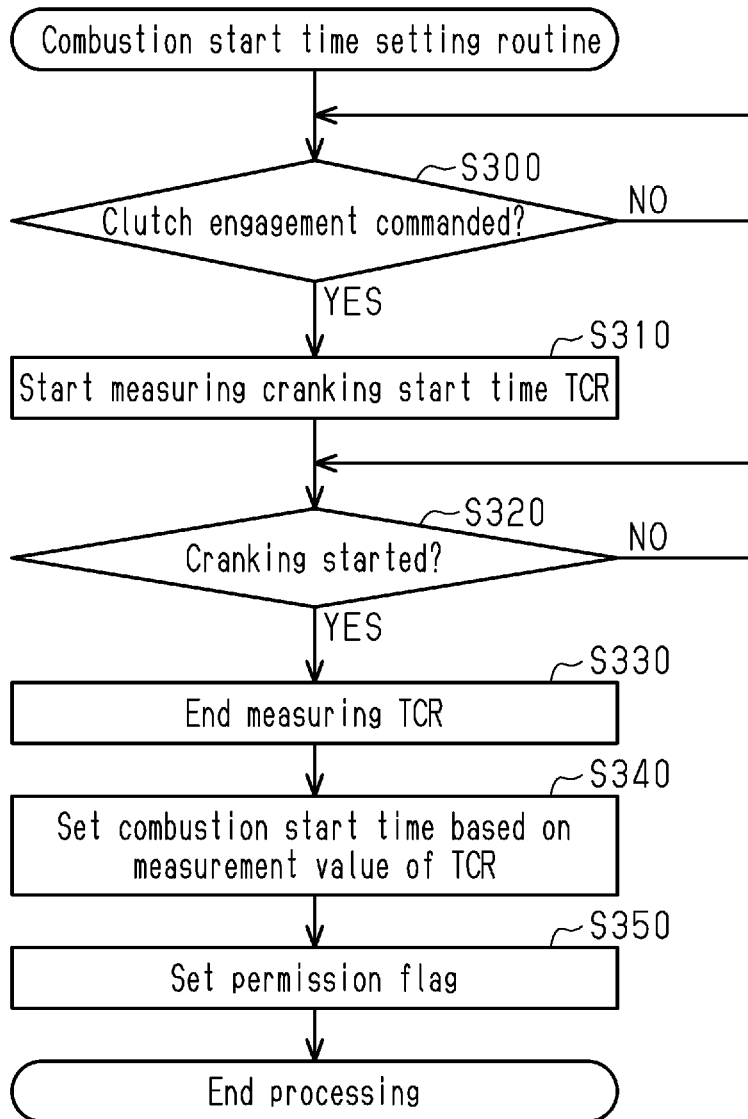 Combustion start time setting routine
S300
Clutch engagement commanded?
NO
YES
S310
Start measuring cranking start time TCR
S320
Cranking started?
NO
YES
S330
End measuring TCR
S340
Set combustion start time based on
measurement value of TCR
S350
Set permission flag
End processing